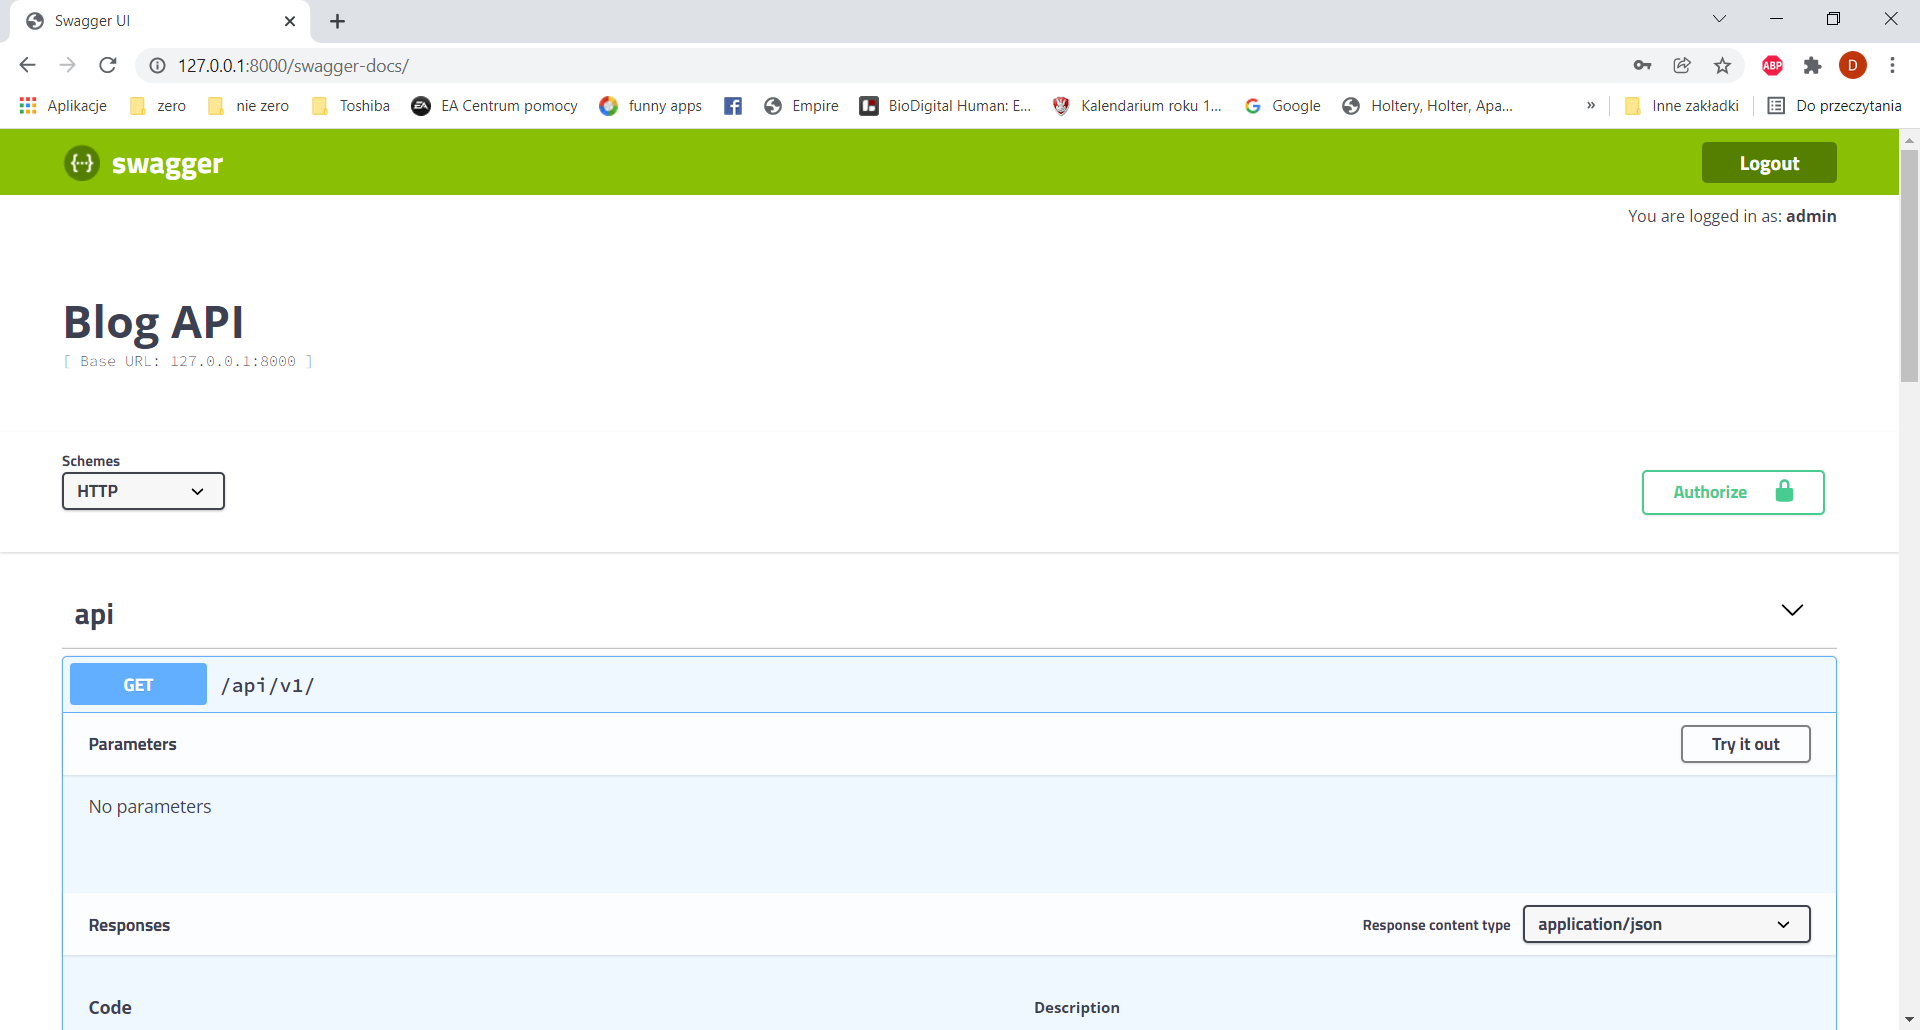 Swagger UI
127.0.0.1:8000/swagger-docs/
ABP
D
Aplikacje zero nie zero Toshiba EA EA Centrum pomocy funny apps Empire BioDigital Human: E... Kalendarium roku 1... Google Holtery, Holter, Apa... » Inne zakładki Do przeczytania
{...} swagger Logout
You are logged in as: admin
Blog API
[ Base URL: 127.0.0.1:8000 ]
Schemes
HTTP
Authorize
api
GET /api/v1/
Parameters Try it out
No parameters
Responses Response content type application/json
Code Description